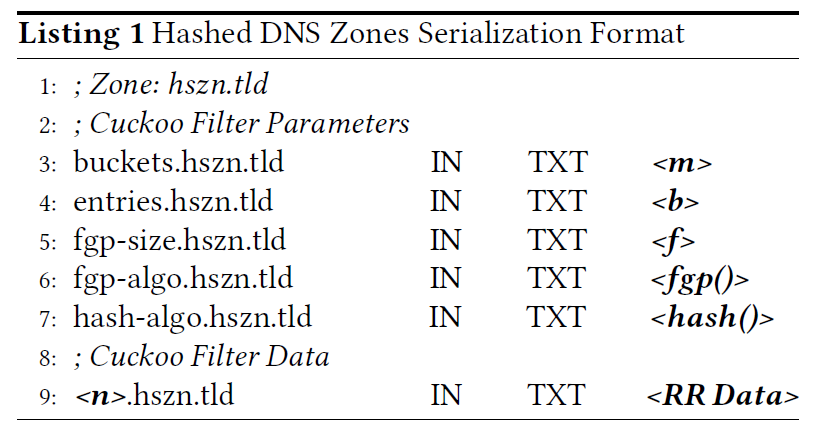 Listing 1 Hashed DNS Zones Serialization Format
1: ; Zone: hszn.tld
2: ; Cuckoo Filter Parameters
3: buckets.hszn.tld IN TXT <m>
4: entries.hszn.tld IN TXT <b>
5: fgp-size.hszn.tld IN TXT <f>
6: fgp-algo.hszn.tld IN TXT <fgp()>
7: hash-algo.hszn.tld IN TXT <hash()>
8: ; Cuckoo Filter Data
9: <n>.hszn.tld IN TXT <RR Data>